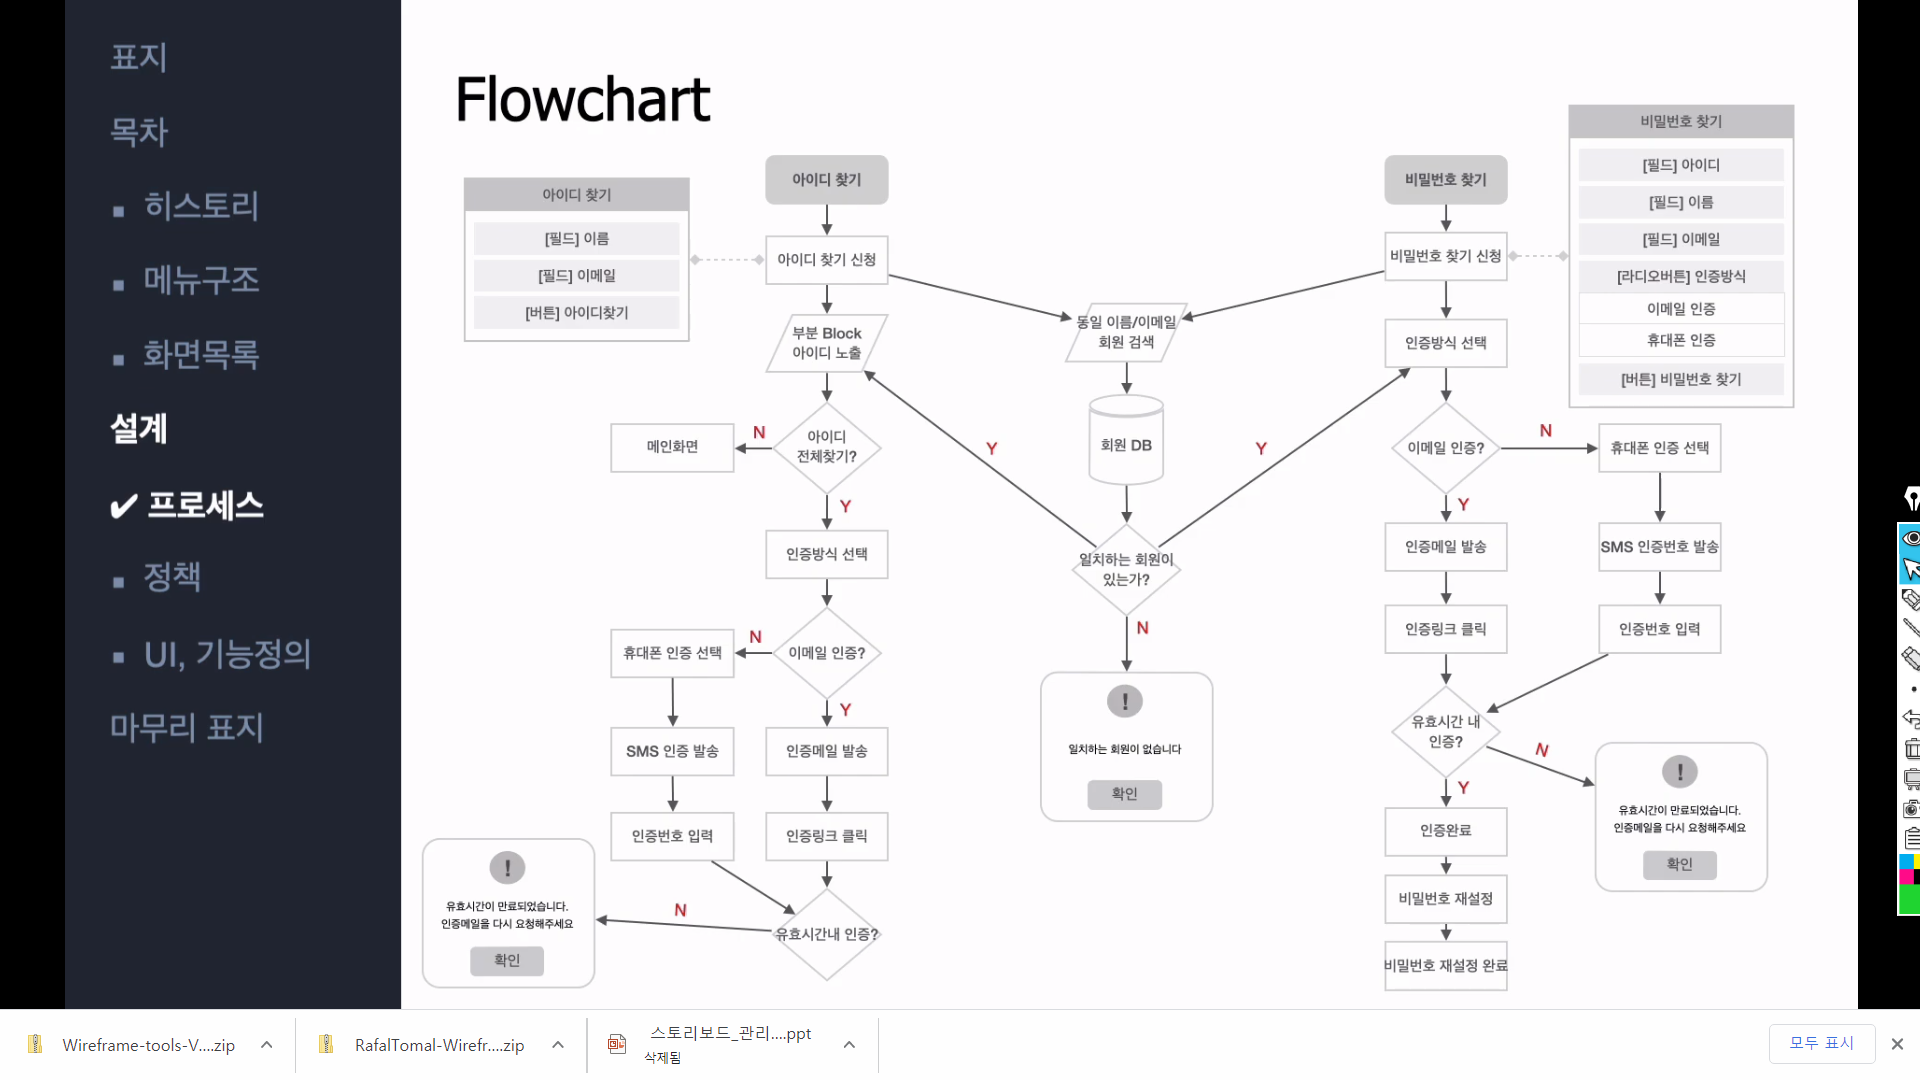 표지
목차
▪ 히스토리
▪ 메뉴구조
▪ 화면목록
설계
✔ 프로세스
▪ 정책
▪ UI, 기능정의
마무리 표지
Flowchart
아이디 찾기
[필드] 이름
[필드] 이메일
[버튼] 아이디찾기
아이디 찾기
아이디 찾기 신청
부분 Block
아이디 노출
아이디
전체찾기?
N
메인화면
Y
인증방식 선택
이메일 인증?
N
휴대폰 인증 선택
Y
SMS 인증 발송
인증메일 발송
인증번호 입력
인증링크 클릭
유효시간내 인증?
N
!
유효시간이 만료되었습니다.
인증메일을 다시 요청해주세요
확인
동일 이름/이메일
회원 검색
회원 DB
Y
Y
일치하는 회원이
있는가?
N
!
일치하는 회원이 없습니다
확인
비밀번호 찾기
비밀번호 찾기 신청
인증방식 선택
이메일 인증?
N
휴대폰 인증 선택
Y
인증메일 발송
SMS 인증번호 발송
인증링크 클릭
인증번호 입력
유효시간 내
인증?
N
Y
!
유효시간이 만료되었습니다.
인증메일을 다시 요청해주세요
확인
인증완료
비밀번호 재설정
비밀번호 재설정 완료
비밀번호 찾기
[필드] 아이디
[필드] 이름
[필드] 이메일
[라디오버튼] 인증방식
이메일 인증
휴대폰 인증
[버튼] 비밀번호 찾기
Wireframe-tools-V....zip
RafalTomal-Wirefr....zip
스토리보드_관리....ppt
삭제됨
모두 표시